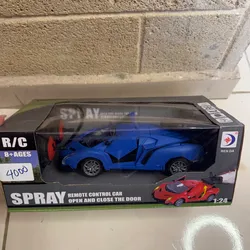 SPRAY
R/C
8+AGES
4000
SPRAY
REMOTE CONTROL CAR
OPEN AND CLOSE THE DOOR
1:24